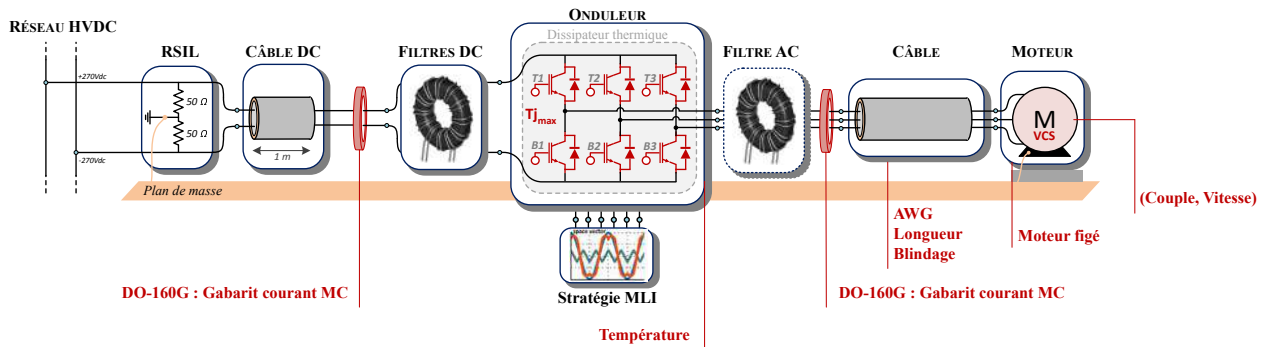 RÉSEAU HVDC
+270Vdc
-270Vdc
RSIL
50 Ω
50 Ω
Plan de masse
CÂBLE DC
1 m
FILTRES DC
ONDULEUR
Dissipateur thermique
T1
T2
T3
Tjmax
B1
B2
B3
space vector
Stratégie MLI
FILTRE AC
CÂBLE
MOTEUR
M
VCS
DO-160G : Gabarit courant MC
Température
DO-160G : Gabarit courant MC
AWG
Longueur
Blindage
Moteur figé
(Couple, Vitesse)